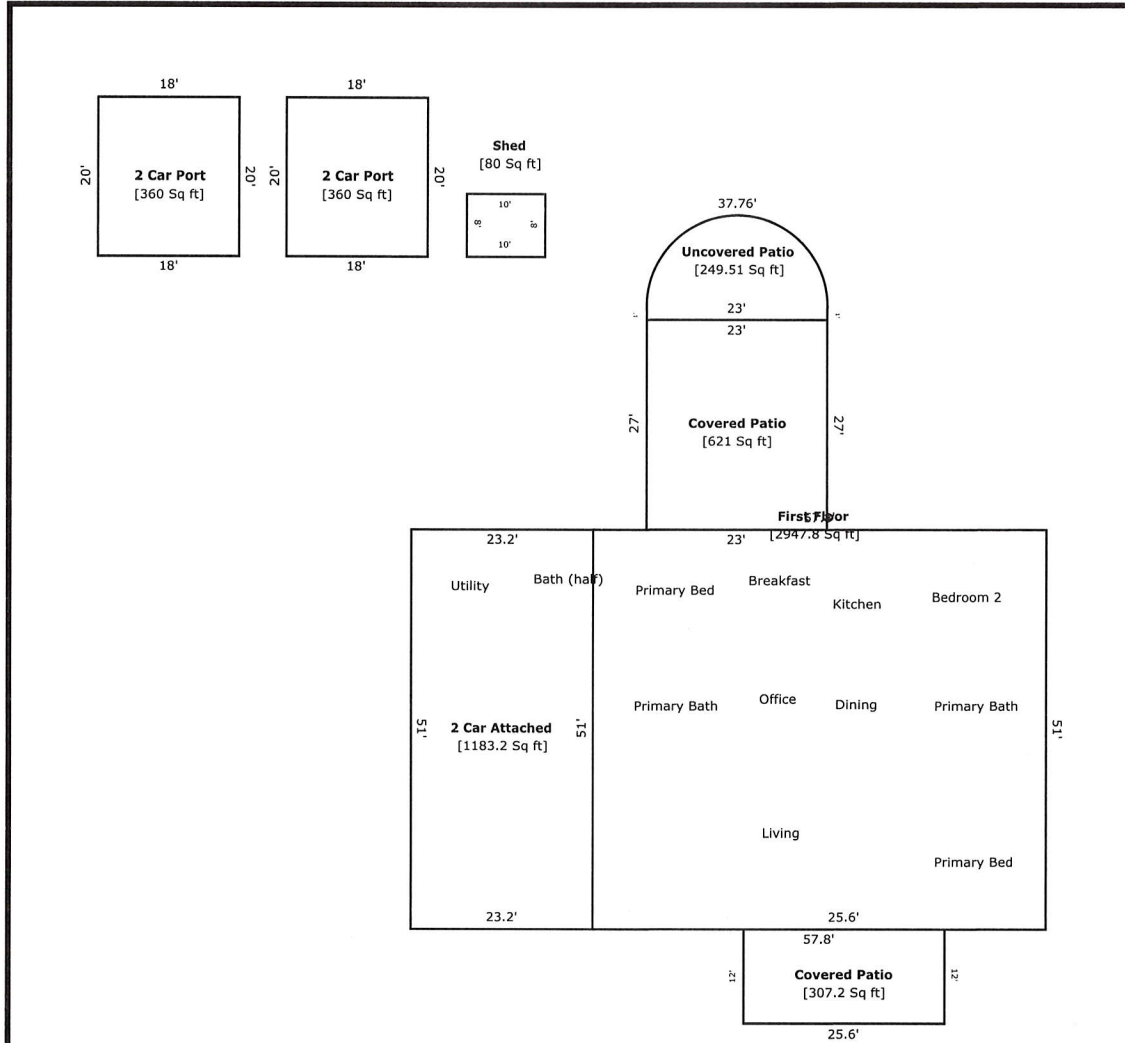 18'
18'
20'
2 Car Port
[360 Sq ft]
20'
20'
2 Car Port
[360 Sq ft]
20'
18'
18'
Shed
[80 Sq ft]
10'
8'
8'
10'
37.76'
Uncovered Patio
[249.51 Sq ft]
23'
1'
1'
23'
27'
Covered Patio
[621 Sq ft]
27'
First Floor
57.8'
[2947.8 Sq ft]
23.2'
23'
Utility
Bath (half)
Primary Bed
Breakfast
Kitchen
Bedroom 2
Primary Bath
Office
Dining
Primary Bath
51'
2 Car Attached
[1183.2 Sq ft]
51'
51'
Living
Primary Bed
23.2'
25.6'
57.8'
12'
Covered Patio
[307.2 Sq ft]
12'
25.6'